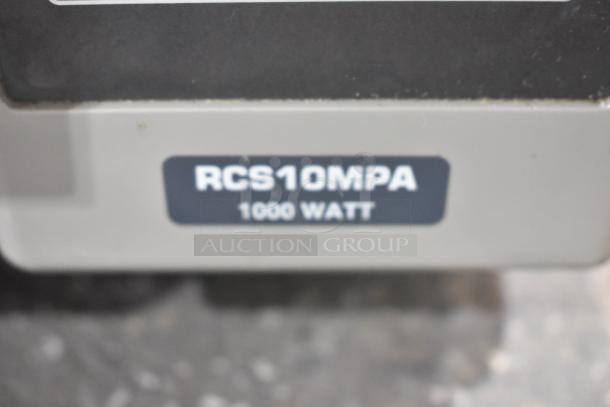 RCS10MPA
1000 WATT
AUCTION GROUP